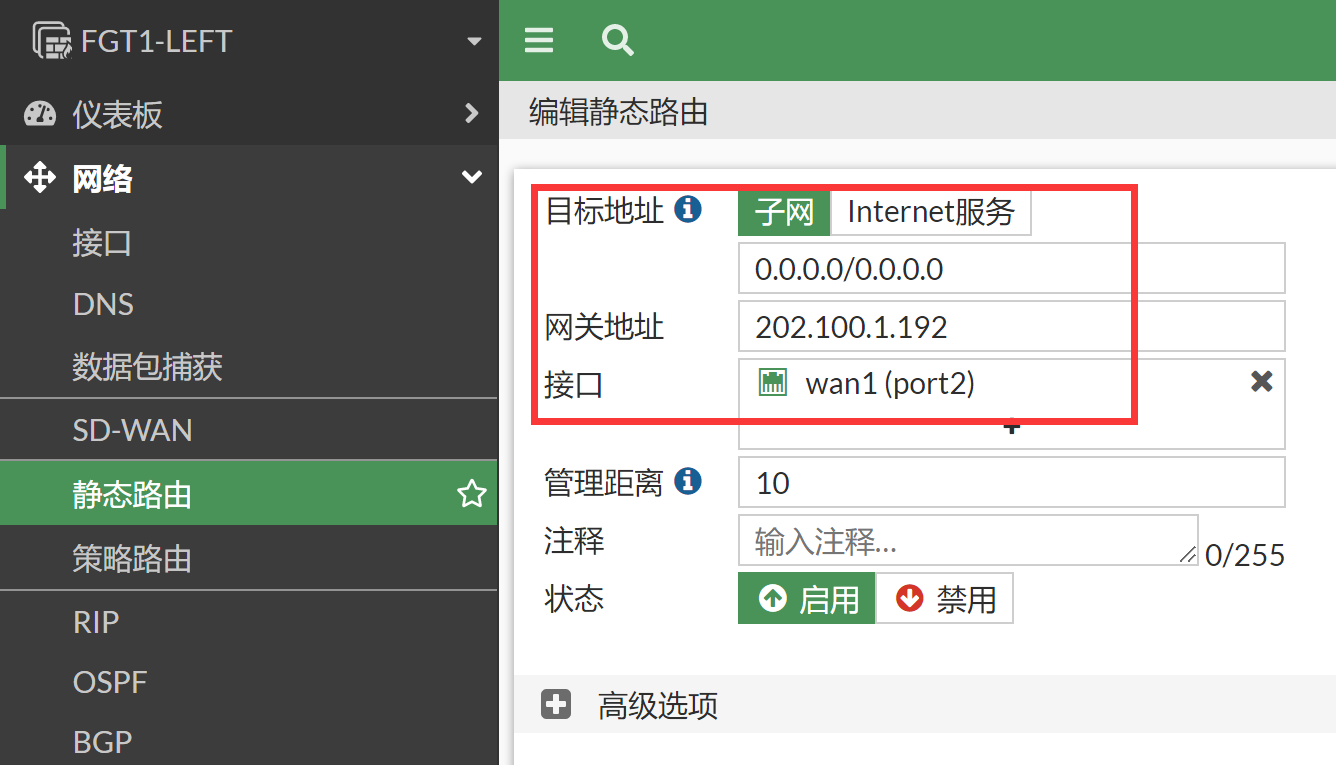 FGT1-LEFT
仪表板
网络
接口
DNS
数据包捕获
SD-WAN
静态路由
策略路由
RIP
OSPF
BGP
编辑静态路由
目标地址 子网 Internet服务
0.0.0.0/0.0.0.0
网关地址 202.100.1.192
接口 wan1 (port2)
管理距离 10
注释 输入注释... 0/255
状态 启用 禁用
高级选项